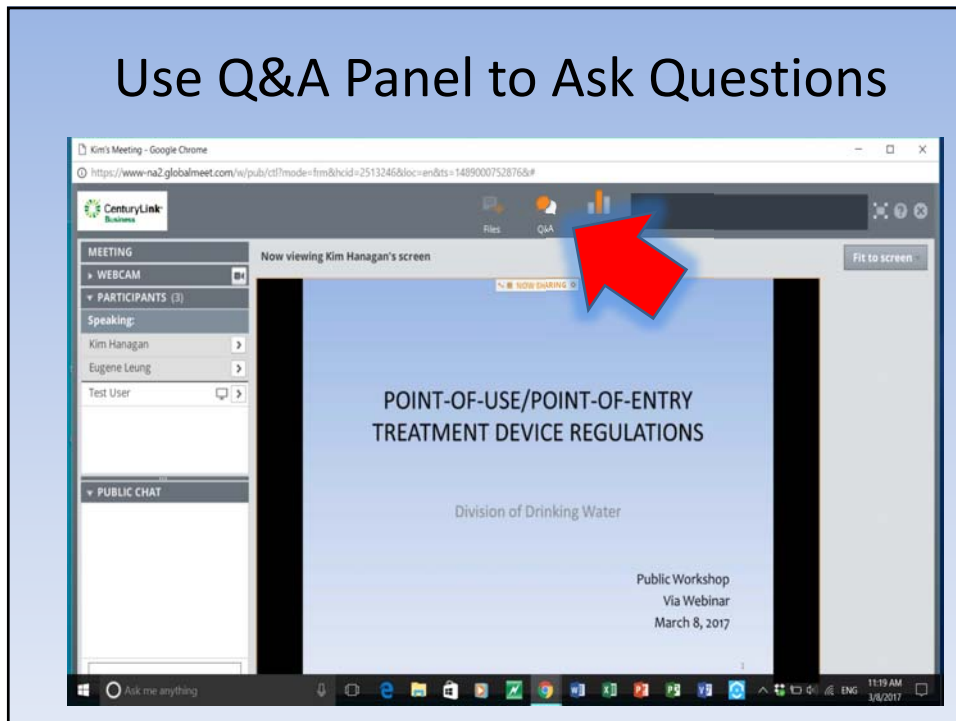 Use Q&A Panel to Ask Questions
Kim's Meeting - Google Chrome
https://www-na2.globalmeet.com/w/pub/ctl?mode=frm&hcid=2513246&loc=en&ts=1489000752876&#
CenturyLink
Business
Files
Q&A
MEETING
Now viewing Kim Hanagan's screen
Fit to screen
WEBCAM
NOW SHARING
PARTICIPANTS (3)
Speaking:
Kim Hanagan
Eugene Leung
Test User
POINT-OF-USE/POINT-OF-ENTRY
TREATMENT DEVICE REGULATIONS
PUBLIC CHAT
Division of Drinking Water
Public Workshop
Via Webinar
March 8, 2017
1
Ask me anything
ENG
11:19 AM
3/8/2017